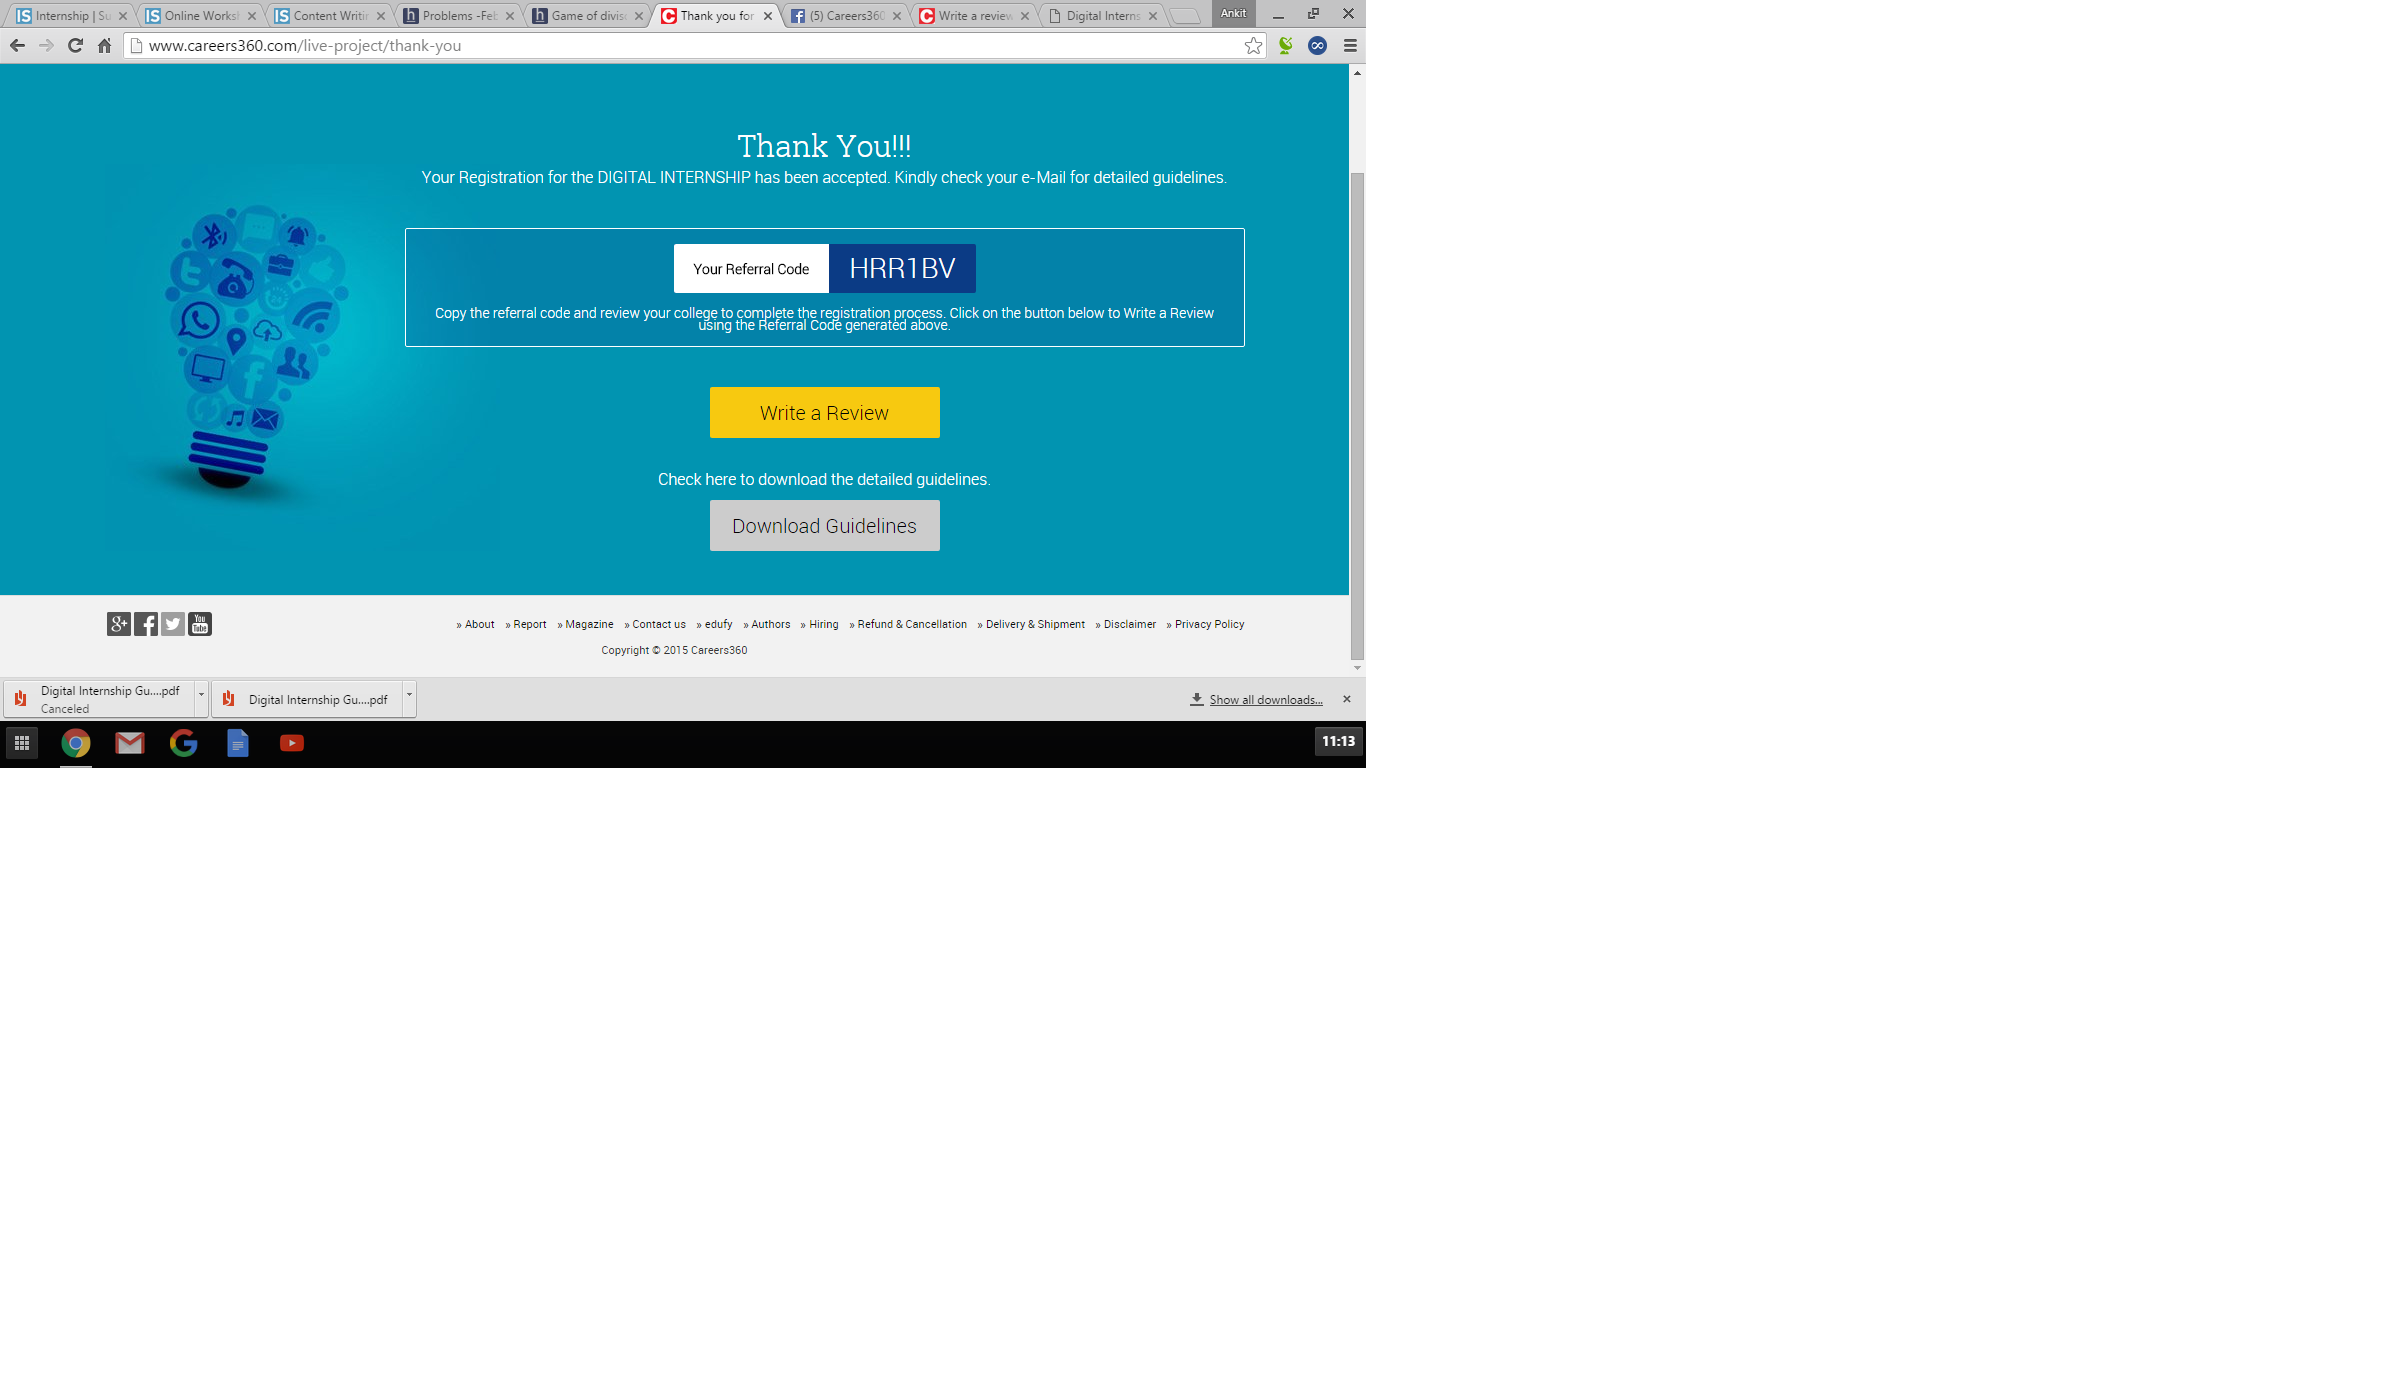 Internship | Su
Online Worksh
Content Writin
Problems -Feb
Game of diviso
Thank you for
(5) Careers360
Write a review
Digital Interns
Ankit
www.careers360.com/live-project/thank-you
Thank You!!!
Your Registration for the DIGITAL INTERNSHIP has been accepted. Kindly check your e-Mail for detailed guidelines.
Your Referral Code
HRR1BV
Copy the referral code and review your college to complete the registration process. Click on the button below to Write a Review
using the Referral Code generated above.
Write a Review
Check here to download the detailed guidelines.
Download Guidelines
» About » Report » Magazine » Contact us » edufy » Authors » Hiring » Refund & Cancellation » Delivery & Shipment » Disclaimer » Privacy Policy
Copyright © 2015 Careers360
Digital Internship Gu....pdf
Canceled
Digital Internship Gu....pdf
Show all downloads...
11:13